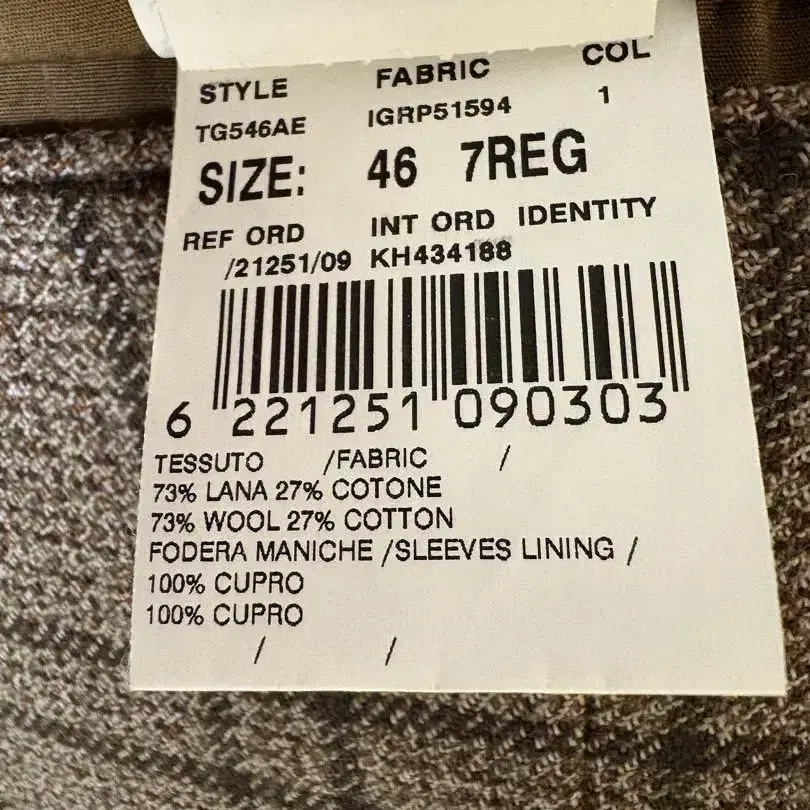 STYLE FABRIC COL
TG546AE IGRP51594 1
SIZE: 46 7REG
REF ORD INT ORD IDENTITY
/21251/09 KH434188
6 221251 090303
TESSUTO /FABRIC /
73% LANA 27% COTONE
73% WOOL 27% COTTON
FODERA MANICHE /SLEEVES LINING /
100% CUPRO
100% CUPRO
/ /